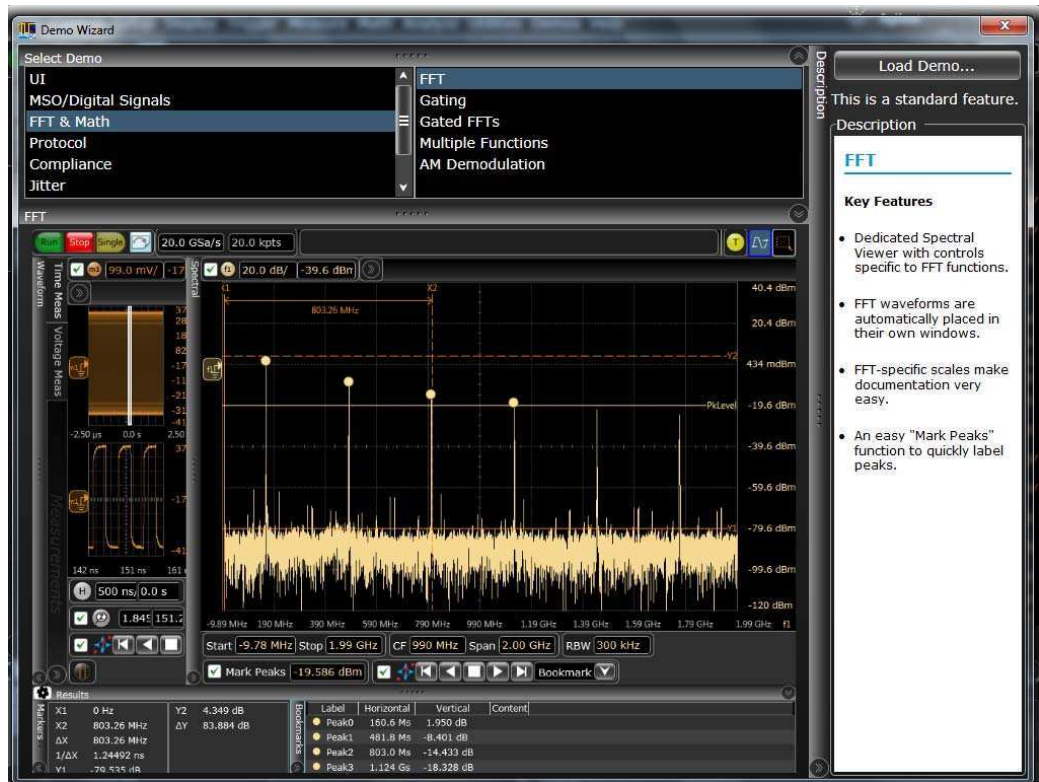 Demo Wizard
Select Demo
UI
MSO/Digital Signals
FFT & Math
Protocol
Compliance
Jitter
FFT
Gating
Gated FFTs
Multiple Functions
AM Demodulation
Description
Load Demo...
This is a standard feature.
Description
FFT
Key Features
• Dedicated Spectral
Viewer with controls
specific to FFT functions.
• FFT waveforms are
automatically placed in
their own windows.
• FFT-specific scales make
documentation very
easy.
• An easy "Mark Peaks"
function to quickly label
peaks.
FFT
Run Stop Single 20.0 GSa/s 20.0 kpts
T
Waveform
Time Meas
Voltage Meas
Measurements
m1 99.0 mV/ -17
Spectral
f1 20.0 dB/ -39.6 dBm
X1 X2
803.26 MHz
Y2
PkLevel
Y1
40.4 dBm
20.4 dBm
434 mdBm
-19.6 dBm
-39.6 dBm
-59.6 dBm
-79.6 dBm
-99.6 dBm
-120 dBm
-2.50 µs 0.0 s 2.50
142 ns 151 ns 161
-9.89 MHz 190 MHz 390 MHz 590 MHz 790 MHz 990 MHz 1.19 GHz 1.39 GHz 1.59 GHz 1.79 GHz 1.99 GHz f1
H 500 ns/ 0.0 s
1.845 151.2
Start -9.78 MHz Stop 1.99 GHz CF 990 MHz Span 2.00 GHz RBW 300 kHz
Mark Peaks -19.586 dBm Bookmark
Results
Markers
X1 0 Hz Y2 4.349 dB
X2 803.26 MHz ΔY 83.884 dB
ΔX 803.26 MHz
1/ΔX 1.24492 ns
Y1 -79.535 dB
Bookmarks
Label Horizontal Vertical Content
Peak0 160.6 Ms 1.950 dB
Peak1 481.8 Ms -8.401 dB
Peak2 803.0 Ms -14.433 dB
Peak3 1.124 Gs -18.328 dB